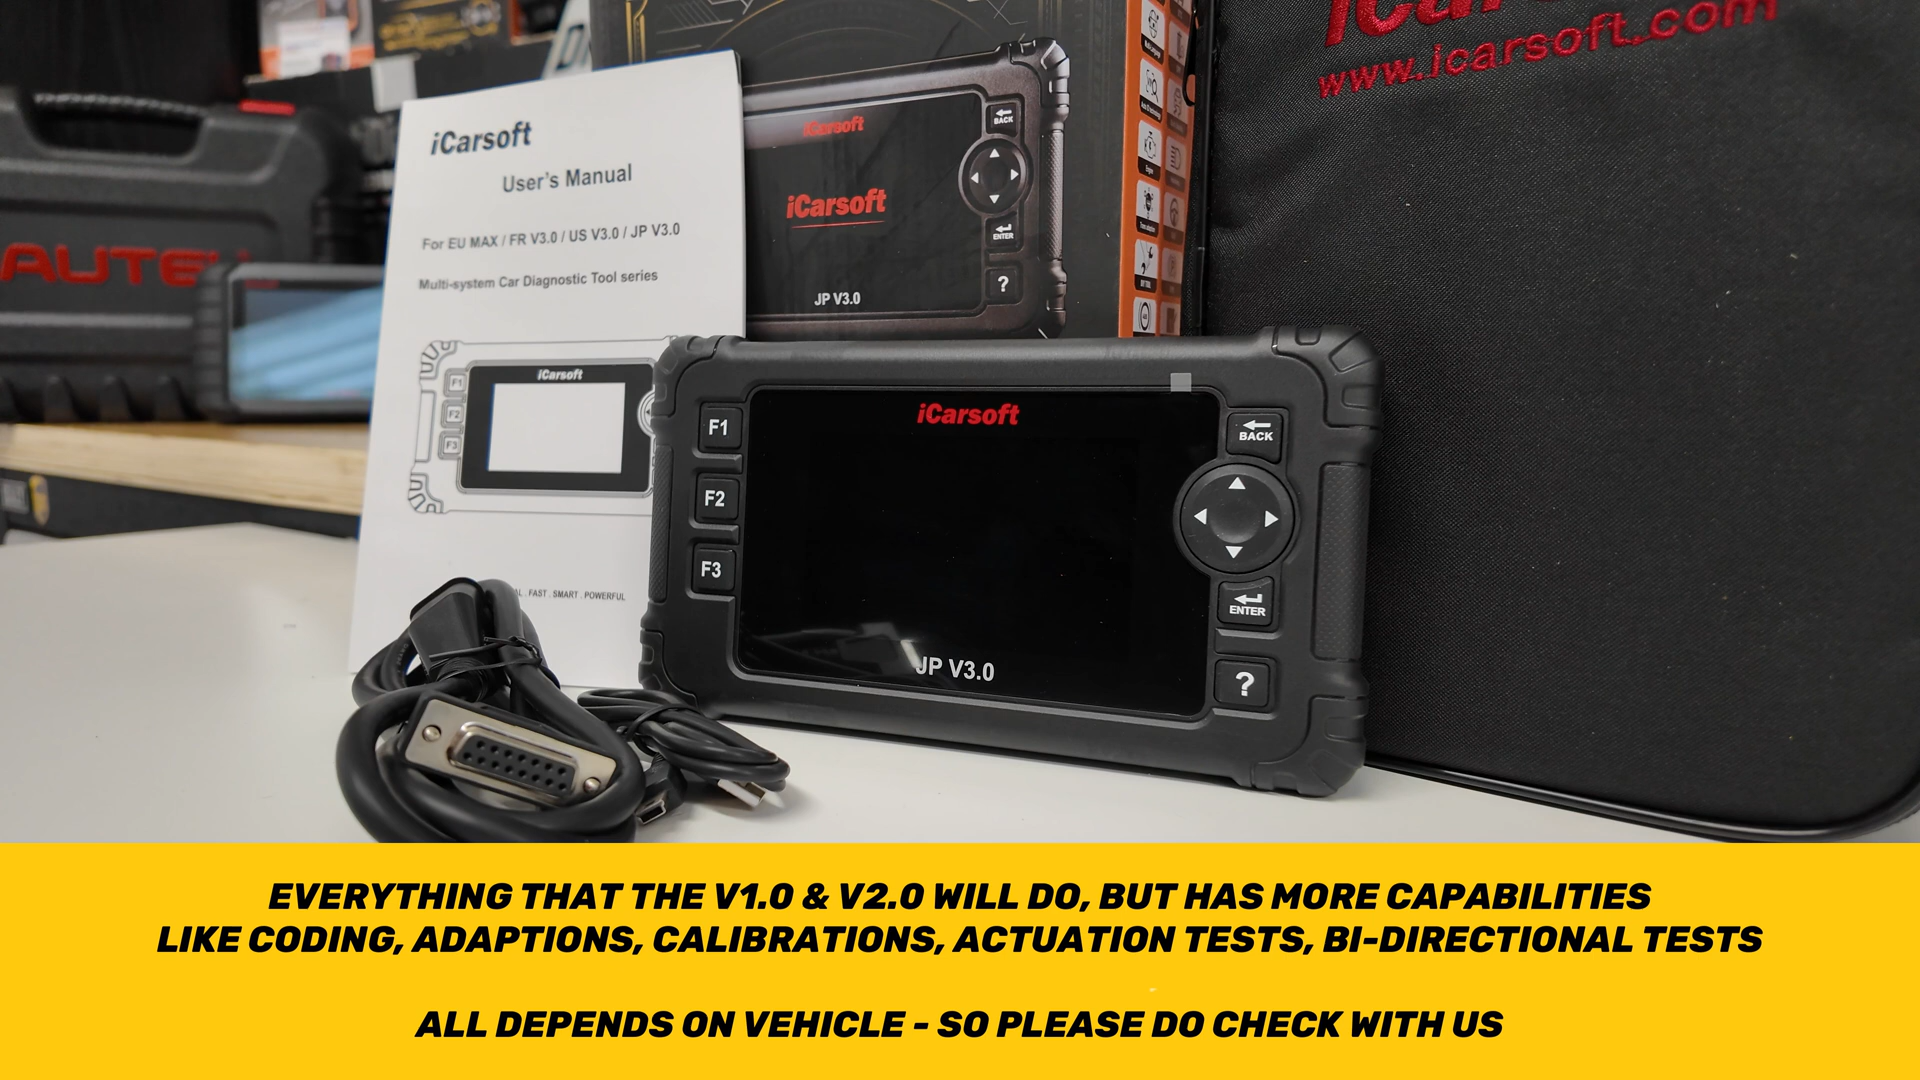 iCarsoft
www.icarsoft.com
AUTEL
iCarsoft
User's Manual
For EU MAX / FR V3.0 / US V3.0 / JP V3.0
Multi-system Car Diagnostic Tool series
iCarsoft
F1
F2
F3
FAST . SMART . POWERFUL
iCarsoft
iCarsoft
JP V3.0
BACK
ENTER
?
iCarsoft
F1
F2
F3
JP V3.0
BACK
ENTER
?
EVERYTHING THAT THE V1.0 & V2.0 WILL DO, BUT HAS MORE CAPABILITIES
LIKE CODING, ADAPTIONS, CALIBRATIONS, ACTUATION TESTS, BI-DIRECTIONAL TESTS
ALL DEPENDS ON VEHICLE - SO PLEASE DO CHECK WITH US